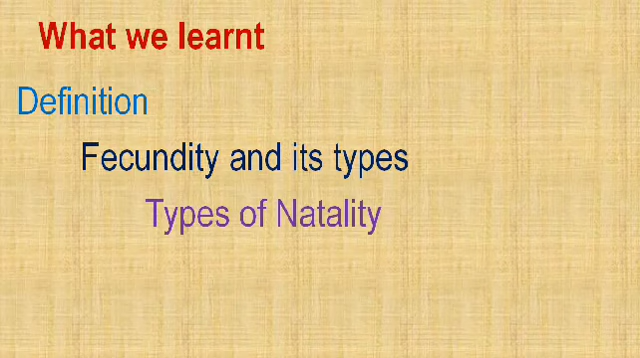 What we learnt
Definition
Fecundity and its types
Types of Natality